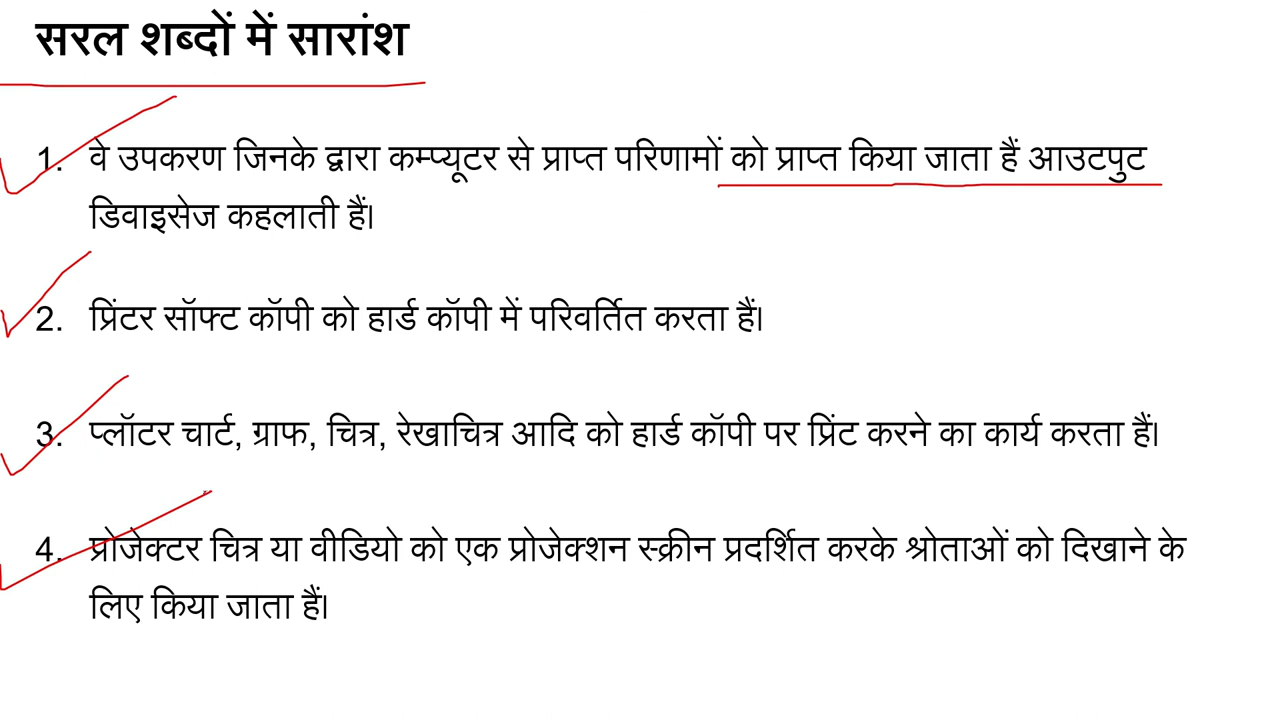 सरल शब्दों में सारांश
1. वे उपकरण जिनके द्वारा कम्प्यूटर से प्राप्त परिणामों को प्राप्त किया जाता हैं आउटपुट
डिवाइसेज कहलाती हैं।
2. प्रिंटर सॉफ्ट कॉपी को हार्ड कॉपी में परिवर्तित करता हैं।
3. प्लॉटर चार्ट, ग्राफ, चित्र, रेखाचित्र आदि को हार्ड कॉपी पर प्रिंट करने का कार्य करता हैं।
4. प्रोजेक्टर चित्र या वीडियो को एक प्रोजेक्शन स्क्रीन प्रदर्शित करके श्रोताओं को दिखाने के
लिए किया जाता हैं।